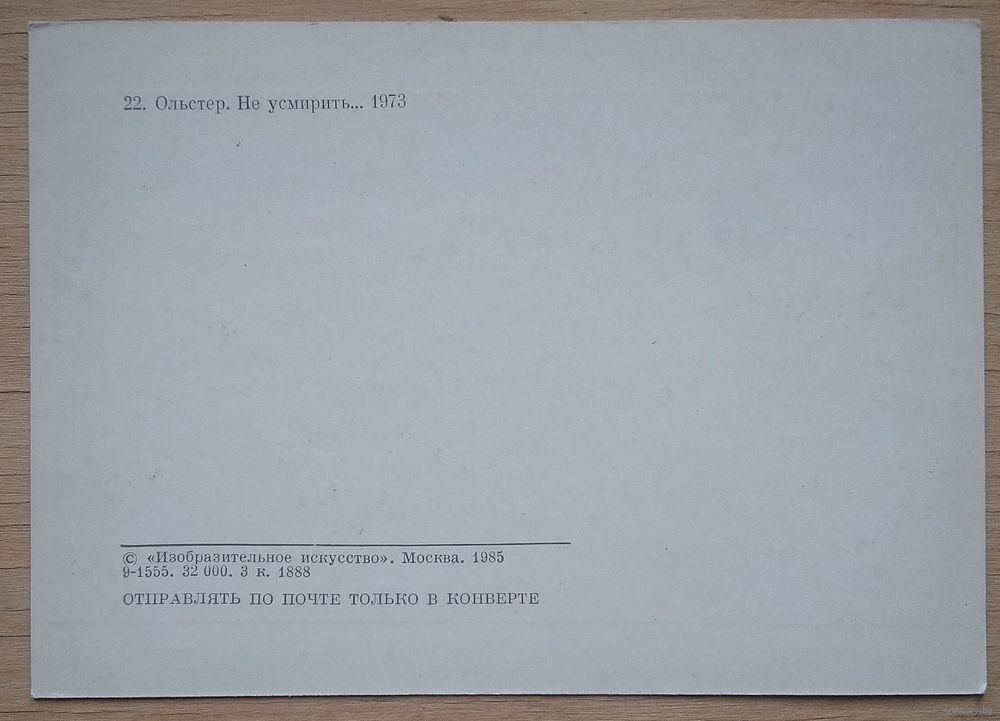 22. Ольстер. Не усмирить... 1973
© «Изобразительное искусство». Москва. 1985
9-1555. 32 000. 3 к. 1888
ОТПРАВЛЯТЬ ПО ПОЧТЕ ТОЛЬКО В КОНВЕРТЕ